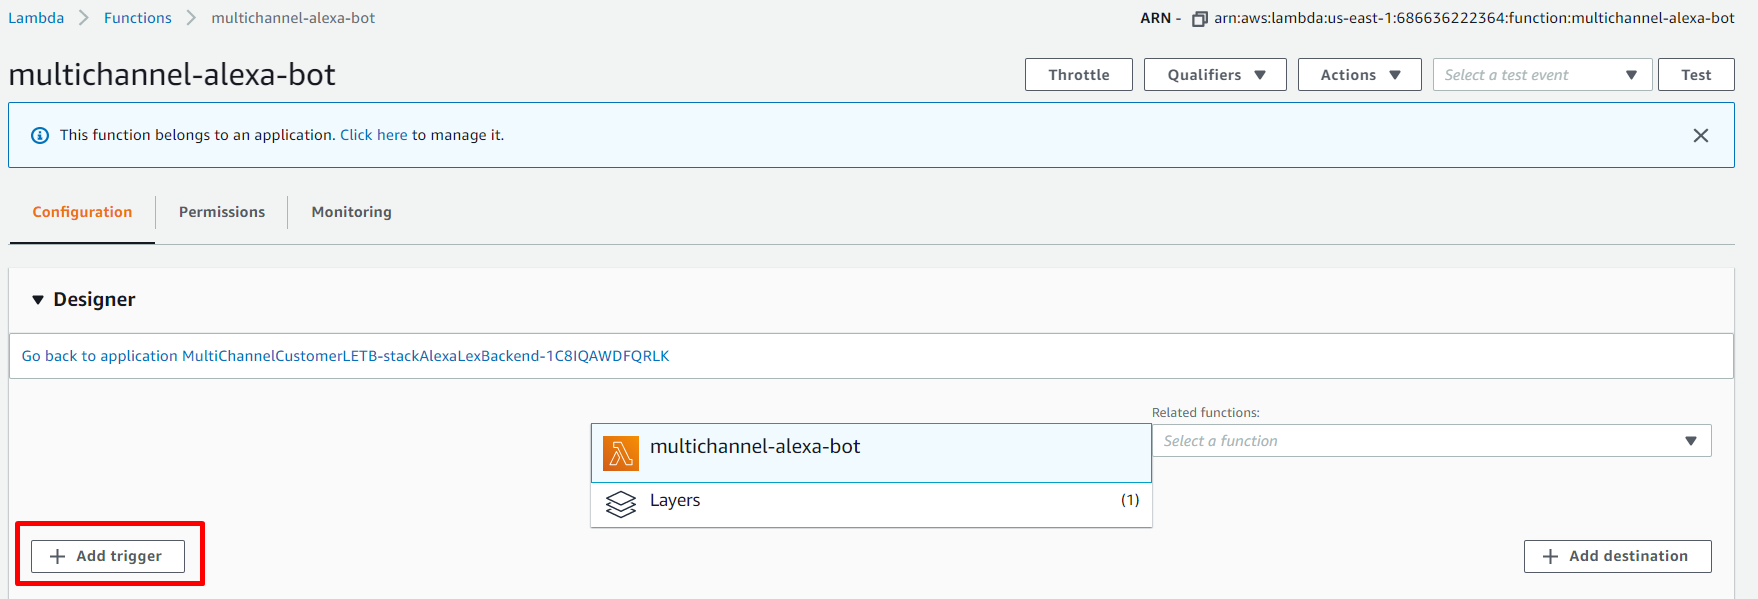 Lambda > Functions > multichannel-alexa-bot
ARN - arn:aws:lambda:us-east-1:686636222364:function:multichannel-alexa-bot
multichannel-alexa-bot
Throttle Qualifiers Actions Select a test event Test
This function belongs to an application. Click here to manage it.
Configuration Permissions Monitoring
Designer
Go back to application MultiChannelCustomerLETB-stackAlexaLexBackend-1C8IQAWDFQRLK
Related functions:
multichannel-alexa-bot
Select a function
Layers (1)
+ Add trigger
+ Add destination